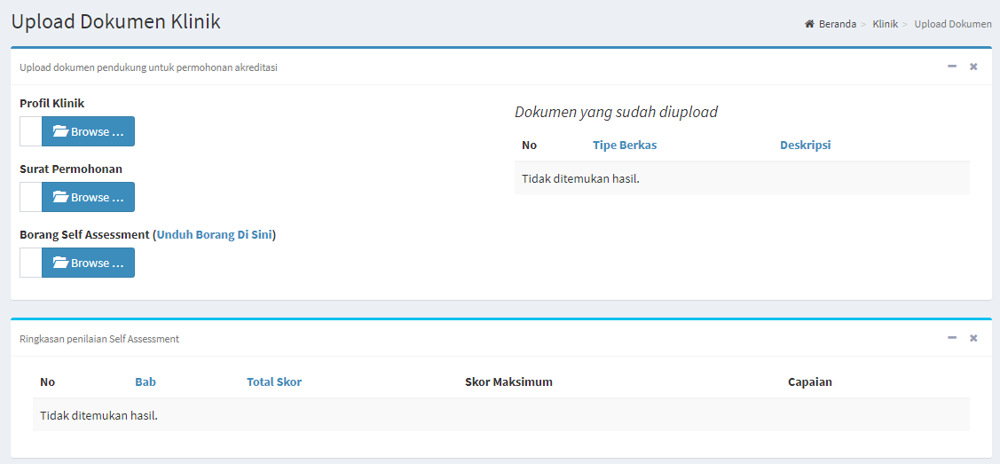 Upload Dokumen Klinik
Beranda > Klinik > Upload Dokumen
Upload dokumen pendukung untuk permohonan akreditasi
Profil Klinik
Browse ...
Surat Permohonan
Browse ...
Borang Self Assessment (Unduh Borang Di Sini)
Browse ...
Dokumen yang sudah diupload
No Tipe Berkas Deskripsi
Tidak ditemukan hasil.
Ringkasan penilaian Self Assessment
No Bab Total Skor Skor Maksimum Capaian
Tidak ditemukan hasil.